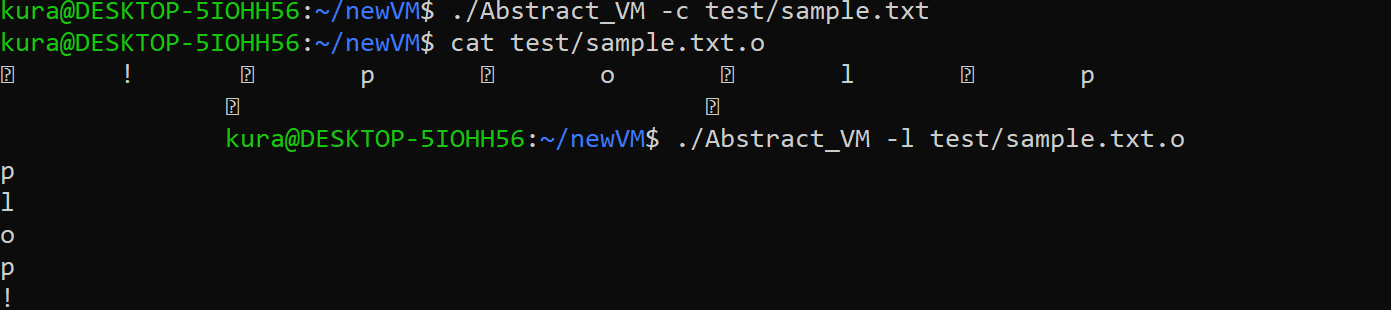 kura@DESKTOP-5IOHH56:~/newVM$ ./Abstract_VM -c test/sample.txt
kura@DESKTOP-5IOHH56:~/newVM$ cat test/sample.txt.o
! p o l p
kura@DESKTOP-5IOHH56:~/newVM$ ./Abstract_VM -l test/sample.txt.o
p
l
o
p
!